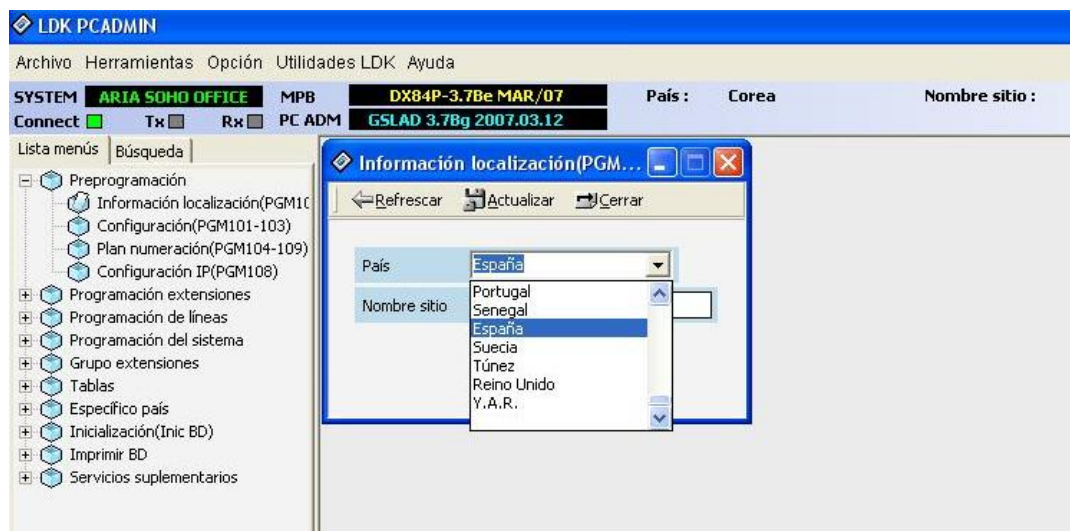 LDK PCADMIN
Archivo Herramientas Opción Utilidades LDK Ayuda
SYSTEM ARIA SOHO OFFICE MPB DX84P-3.7Be MAR/07 País : Corea Nombre sitio :
Connect Tx Rx PC ADM GSLAD 3.7Bg 2007.03.12
Lista menús Búsqueda
Preprogramación
Información localización(PGM10
Configuración(PGM101-103)
Plan numeración(PGM104-109)
Configuración IP(PGM108)
Programación extensiones
Programación de líneas
Programación del sistema
Grupo extensiones
Tablas
Específico país
Inicialización(Inic BD)
Imprimir BD
Servicios suplementarios
Información localización(PGM...
Refrescar Actualizar Cerrar
País España
Nombre sitio
Portugal
Senegal
España
Suecia
Túnez
Reino Unido
Y.A.R.